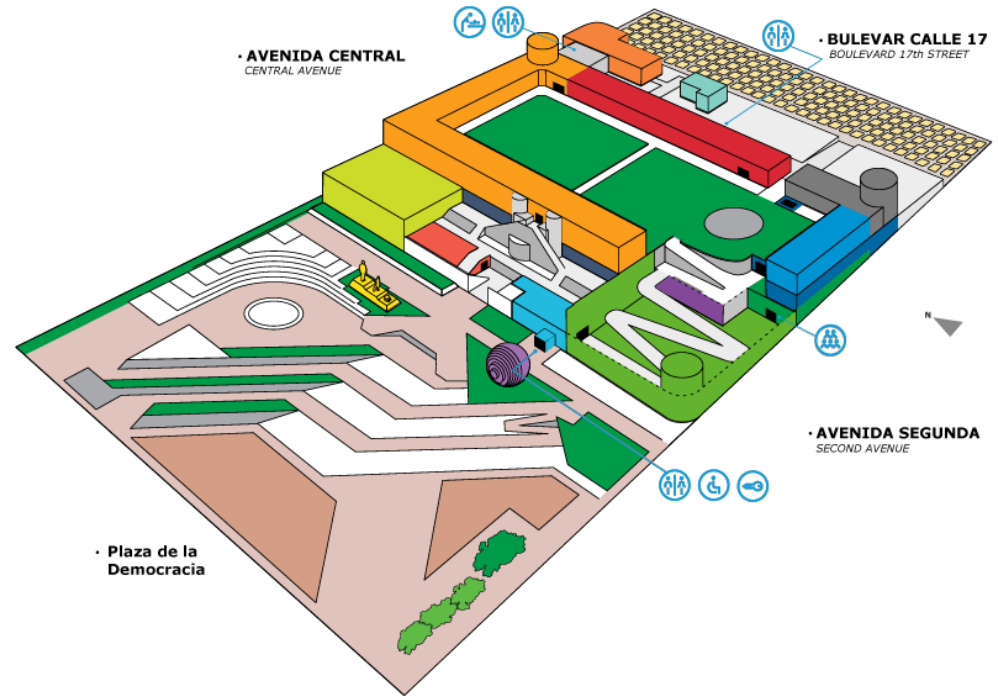 · AVENIDA CENTRAL
CENTRAL AVENUE
· BULEVAR CALLE 17
BOULEVARD 17th STREET
N
· AVENIDA SEGUNDA
SECOND AVENUE
· Plaza de la
Democracia